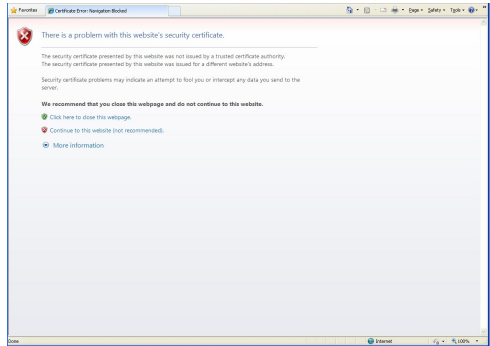 Favorites
Certificate Error: Navigation Blocked
Page
Safety
Tools
There is a problem with this website's security certificate.
The security certificate presented by this website was not issued by a trusted certificate authority.
The security certificate presented by this website was issued for a different website's address.
Security certificate problems may indicate an attempt to fool you or intercept any data you send to the
server.
We recommend that you close this webpage and do not continue to this website.
Click here to close this webpage.
Continue to this website (not recommended).
More information
Done
Internet
100%